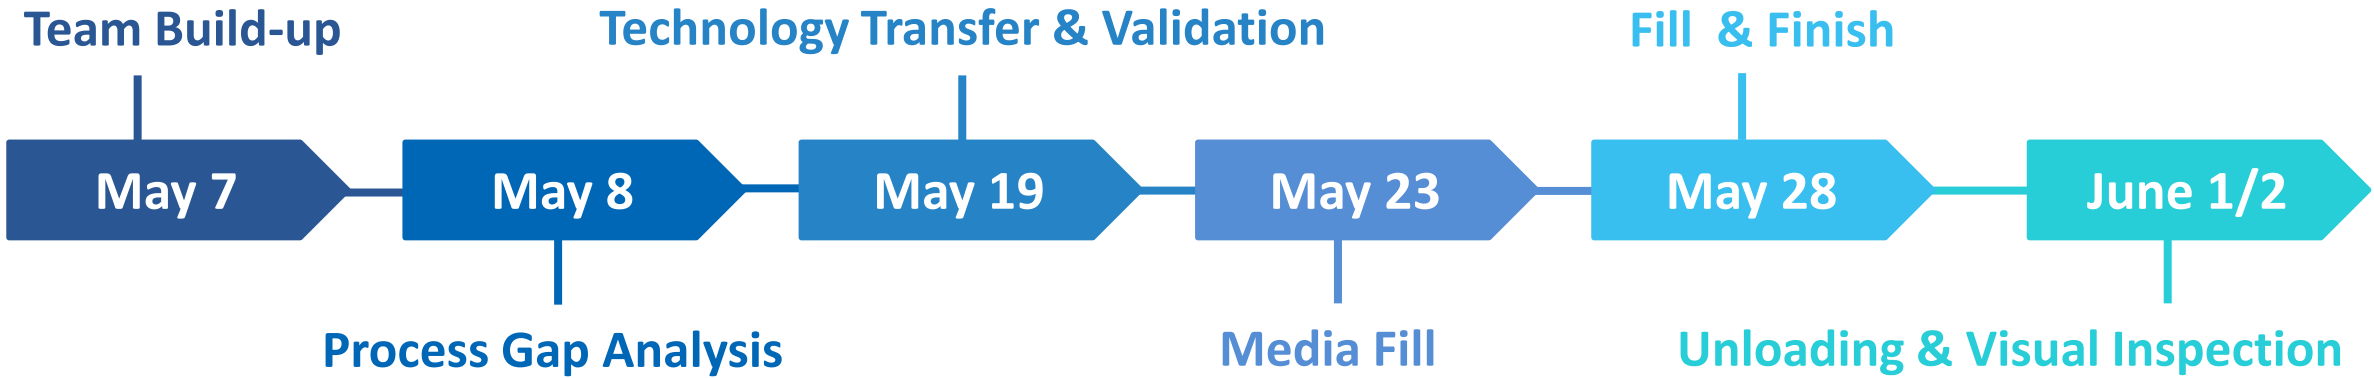 Team Build-up
Technology Transfer & Validation
Fill & Finish
May 7
May 8
May 19
May 23
May 28
June 1/2
Process Gap Analysis
Media Fill
Unloading & Visual Inspection